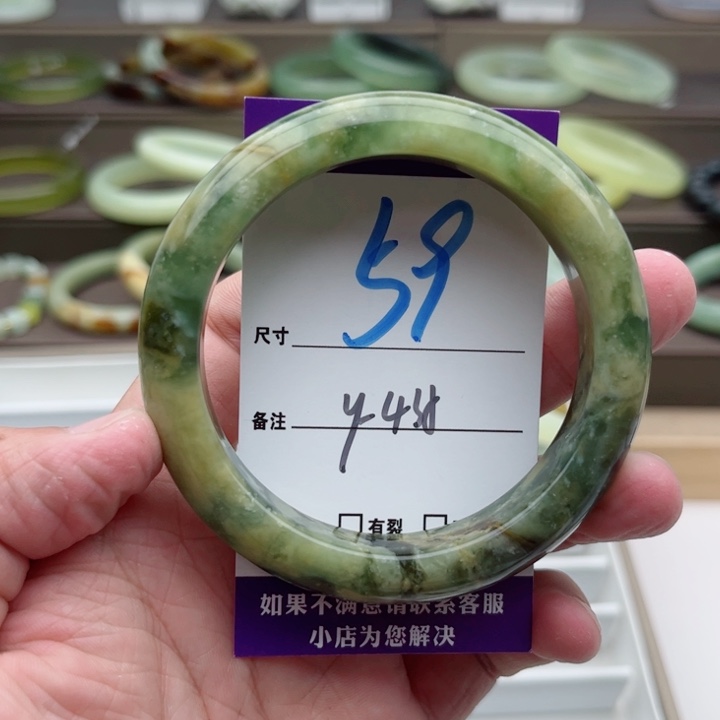 59
尺寸
备注
有裂
如果不满意请联系客服
小店为您解决